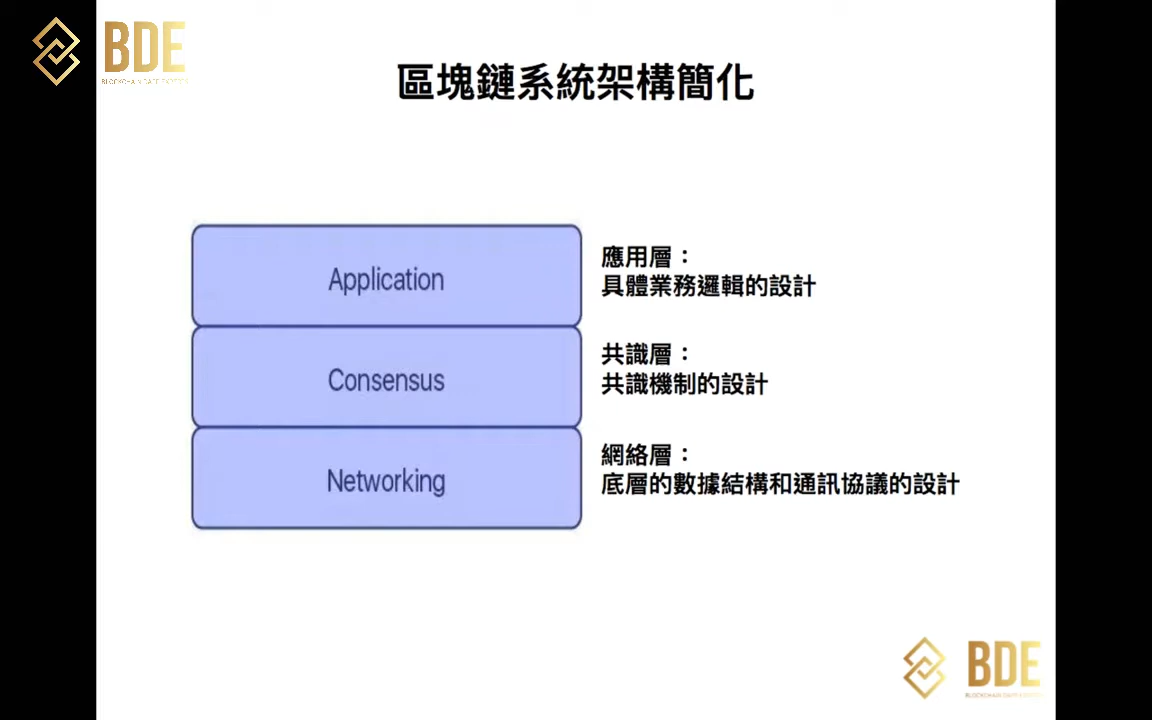 BDE
區塊鏈系統架構簡化
Application
應用層：
具體業務邏輯的設計
Consensus
共識層：
共識機制的設計
Networking
網絡層：
底層的數據結構和通訊協議的設計
BDE